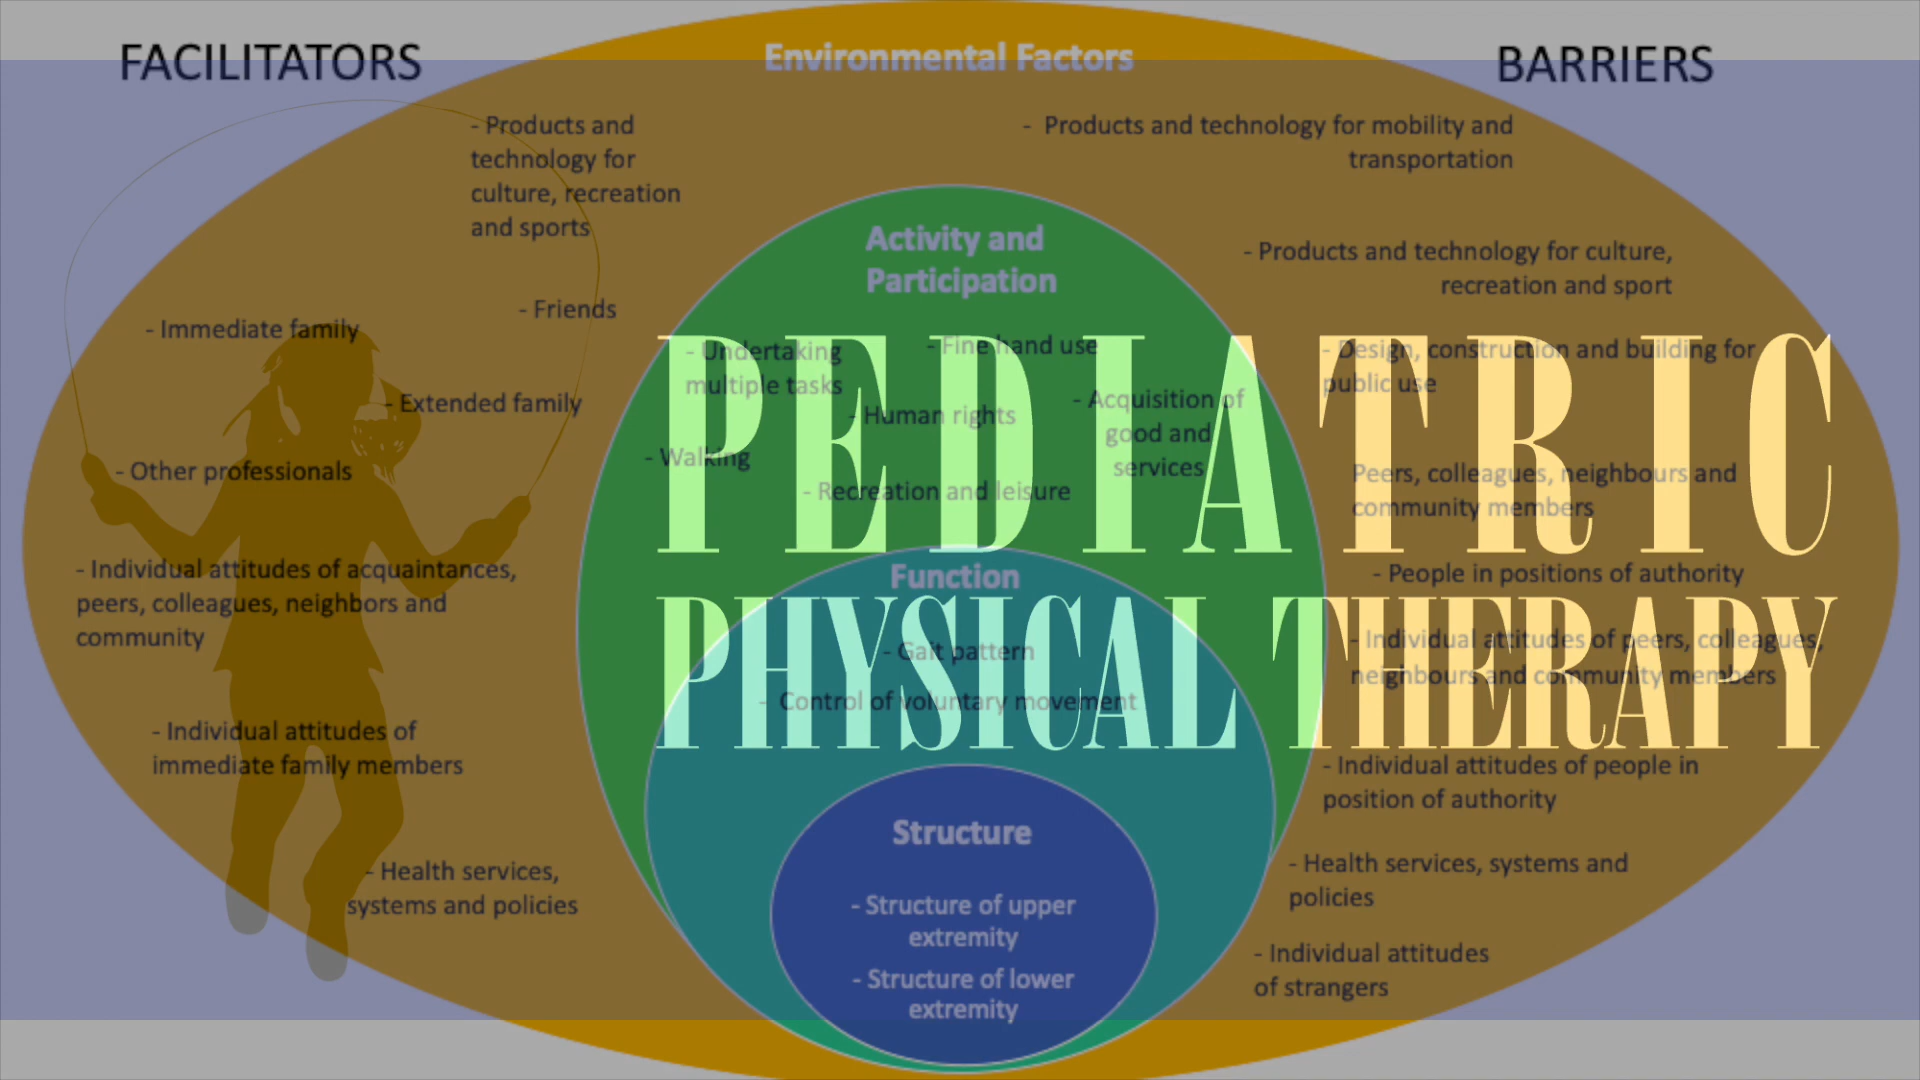 FACILITATORS
Environmental Factors
BARRIERS
- Products and
technology for
culture, recreation
and sports
- Friends
- Immediate family
- Extended family
- Other professionals
- Individual attitudes of acquaintances,
peers, colleagues, neighbors and
community
- Individual attitudes of
immediate family members
- Health services,
systems and policies
Activity and
Participation
- Undertaking
multiple tasks
- Fine hand use
- Human rights
- Acquisition of
good and
services
- Walking
- Recreation and leisure
Function
- Gait pattern
- Control of voluntary movement
Structure
- Structure of upper
extremity
- Structure of lower
extremity
- Products and technology for mobility and
transportation
- Products and technology for culture,
recreation and sport
- Design, construction and building for
public use
Peers, colleagues, neighbours and
community members
- People in positions of authority
- Individual attitudes of peers, colleagues,
neighbours and community members
- Individual attitudes of people in
position of authority
- Health services, systems and
policies
- Individual attitudes
of strangers
PEDIATRIC
PHYSICAL THERAPY